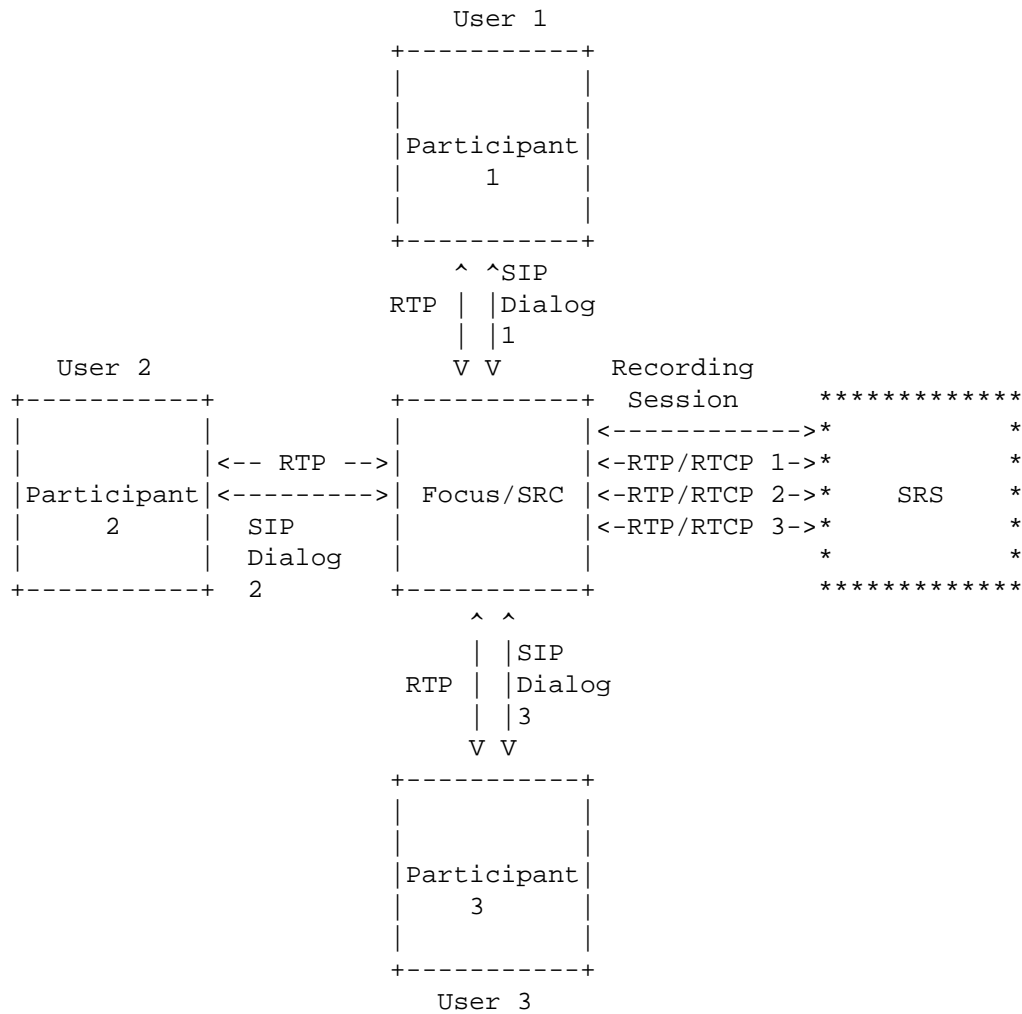 User 1
Participant
1
^ ^SIP
RTP | |Dialog
| |1
V V
User 2
Recording
Session
<------------>
<-- RTP -->
<-RTP/RTCP 1->
Participant
2
<--------->
Focus/SRC
<-RTP/RTCP 2->
SRS
SIP
Dialog
2
<-RTP/RTCP 3->
^ ^
| |SIP
RTP | |Dialog
| |3
V V
Participant
3
User 3